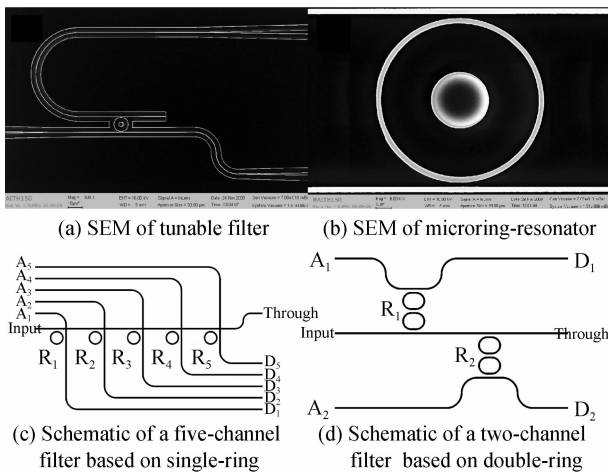 (a) SEM of tunable filter
(b) SEM of microring-resonator
A5
A4
A3
A2
A1
Input
Through
R1 R2 R3 R4 R5
D5
D4
D3
D2
D1
(c) Schematic of a five-channel
filter based on single-ring
A1 D1
R1
Input Through
R2
A2 D2
(d) Schematic of a two-channel
filter based on double-ring